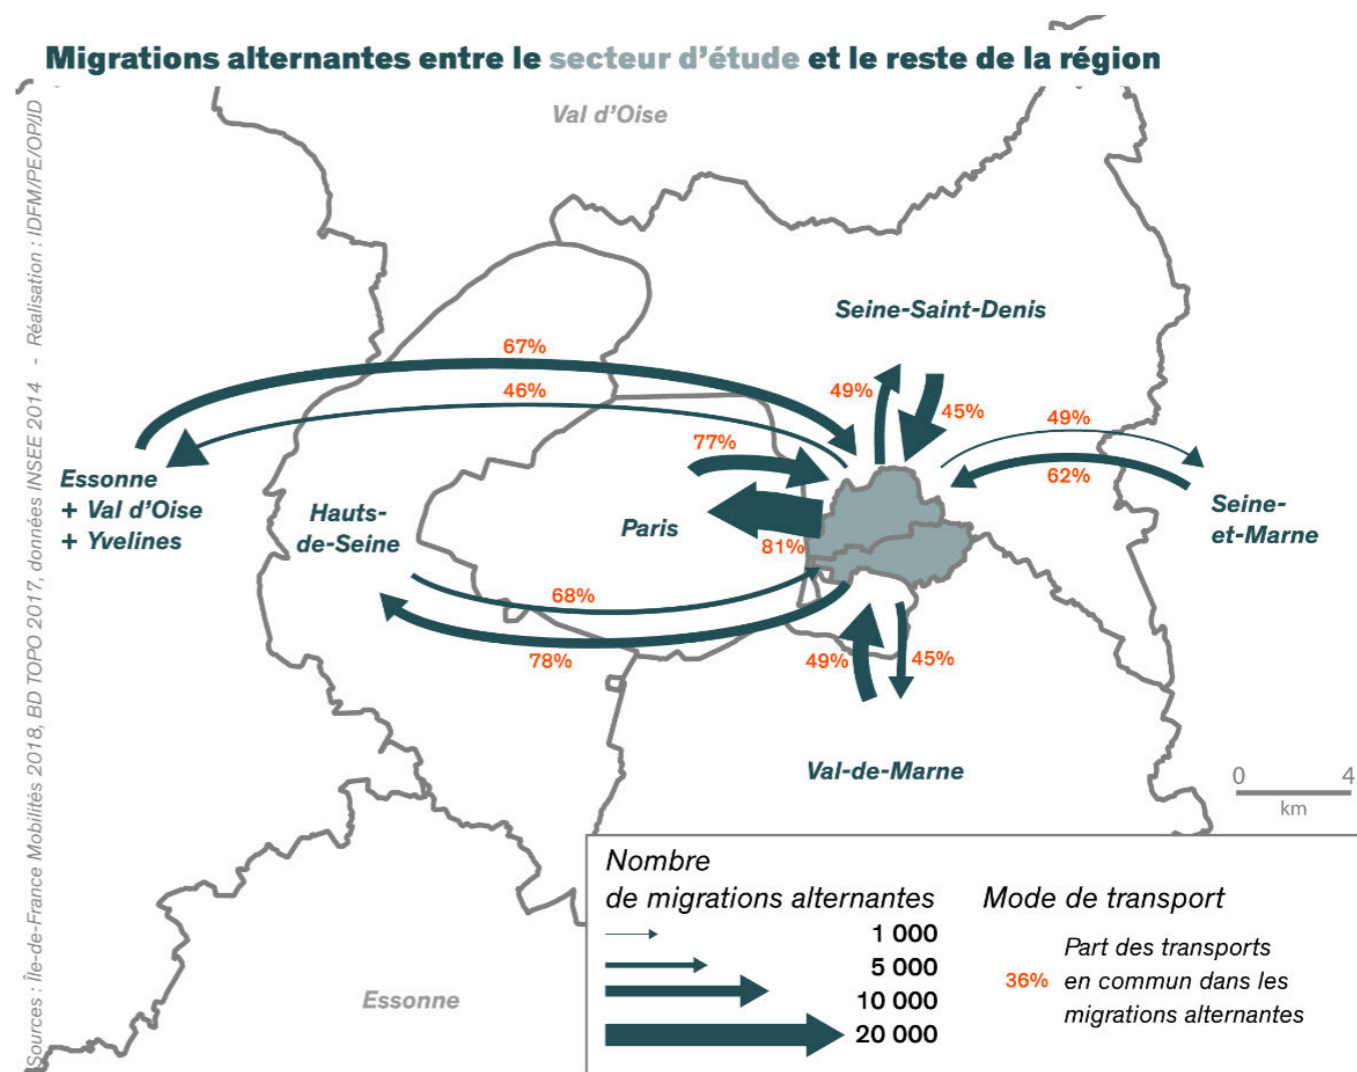 Migrations alternantes entre le secteur d'étude et le reste de la région
Sources : Île-de-France Mobilités 2018, BD TOPO 2017, données INSEE 2014 - Réalisation : IDFM/PE/OP/JD
Val d'Oise
Seine-Saint-Denis
67%
46%
49%
45%
49%
77%
62%
Essonne
+ Val d'Oise
+ Yvelines
Hauts-
de-Seine
Paris
81%
Seine-
et-Marne
68%
78%
49%
45%
Val-de-Marne
0 4
km
Essonne
Nombre
de migrations alternantes
1 000
5 000
10 000
20 000
Mode de transport
36%
Part des transports
en commun dans les
migrations alternantes